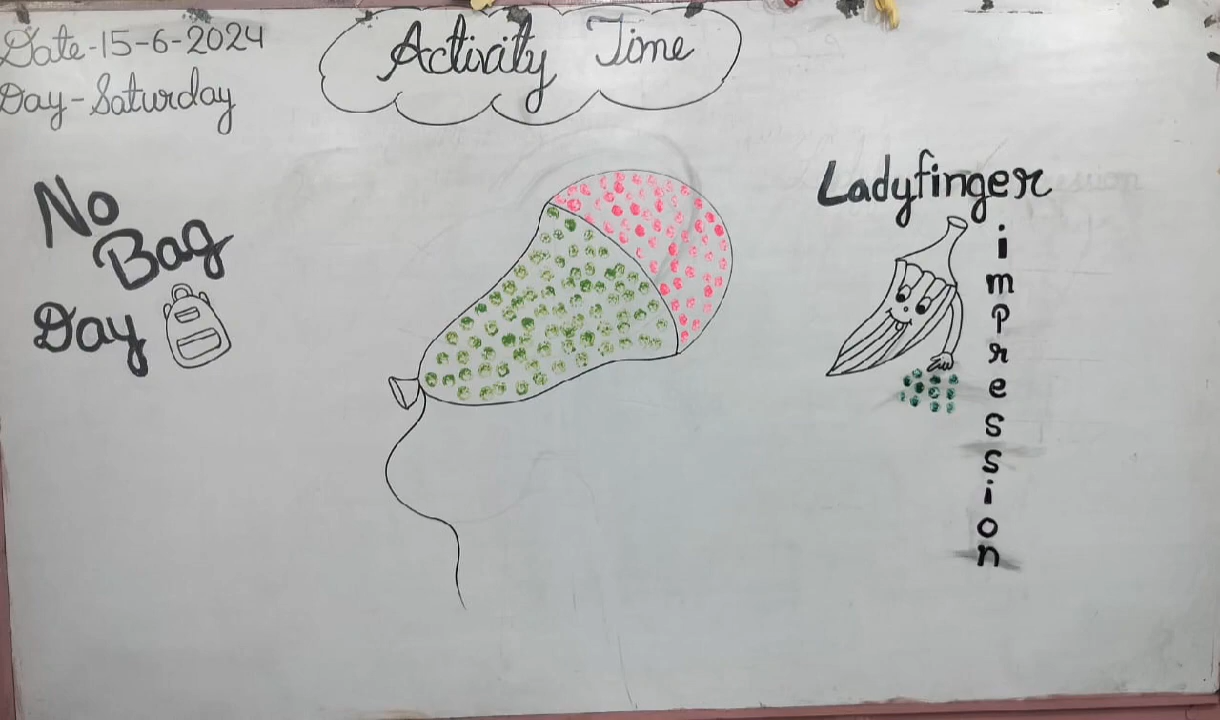 Date-15-6-2024
Day-Saturday
Activity Time
No
Bag
Day
Ladyfinger
impression